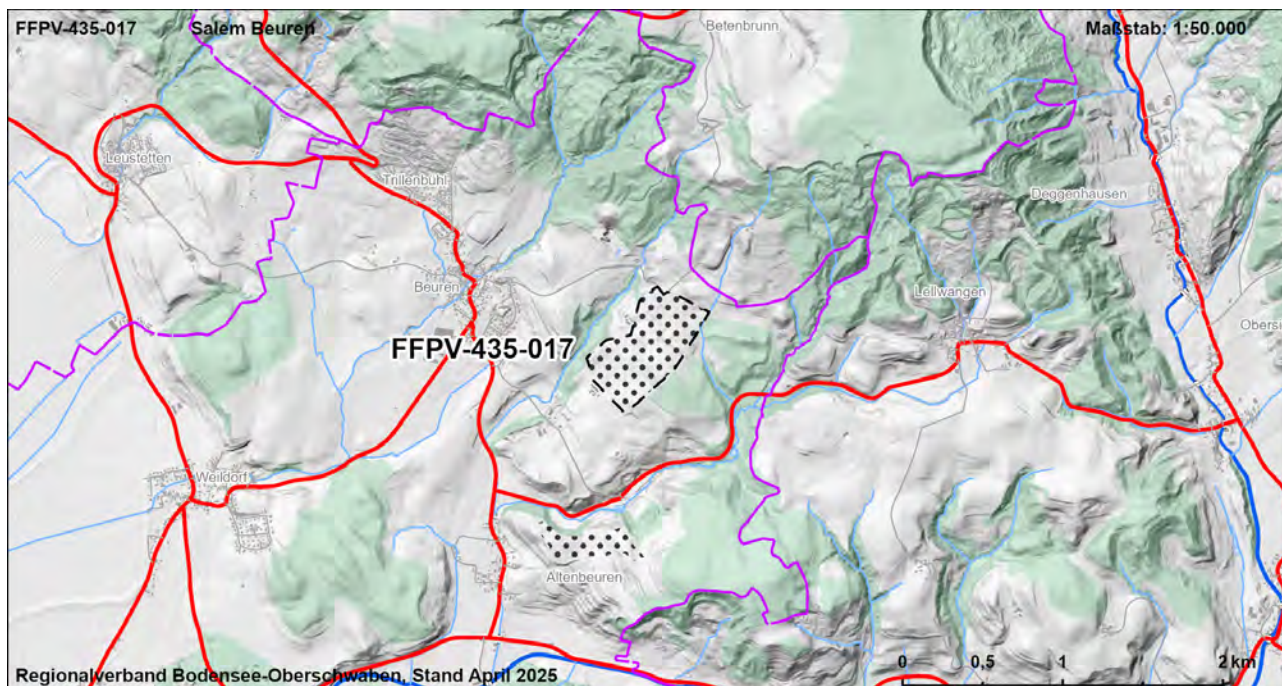 FFPV-435-017 Salem Beuren Maßstab: 1:50.000
Betenbrunn
Leustetten
Trillenbühl
Deggenhausen
Beuren
Lellwangen
FFPV-435-017
Weildorf
Altenbeuren
0 0,5 1 2 km
Regionalverband Bodensee-Oberschwaben, Stand April 2025